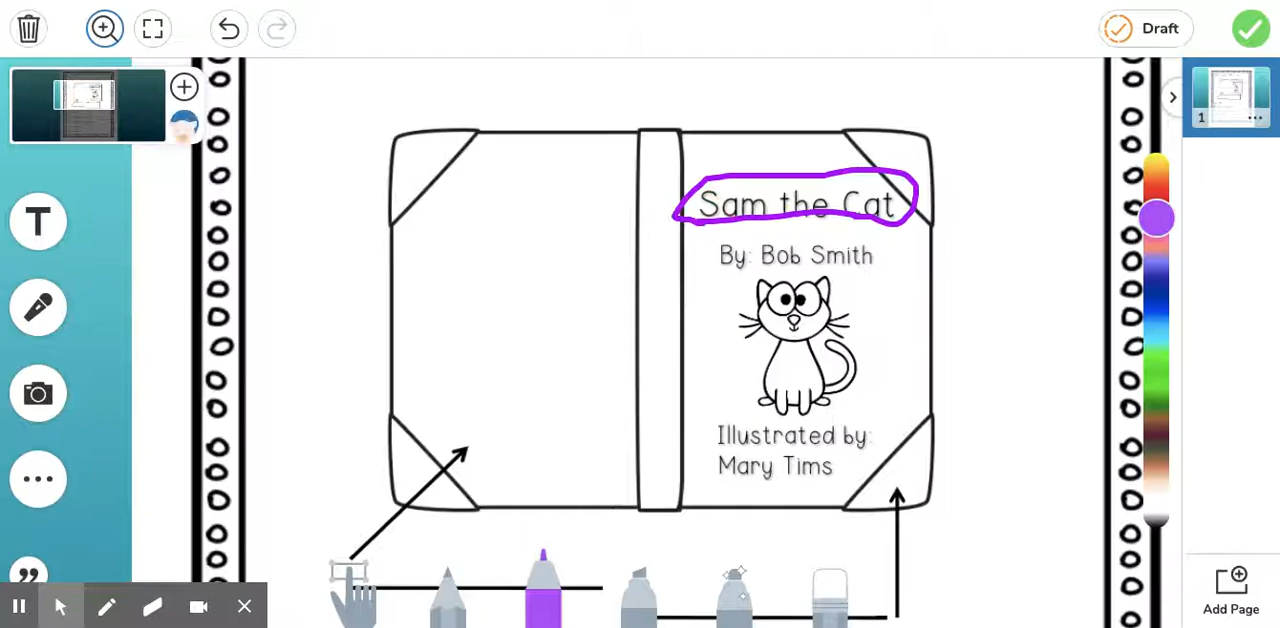 Draft
1
Sam the Cat
By: Bob Smith
Illustrated by:
Mary Tims
T
Add Page